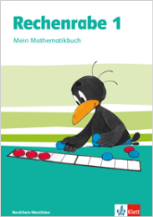 Rechenrabe 1
Mein Mathematikbuch
Nordrhein-Westfalen
Klett